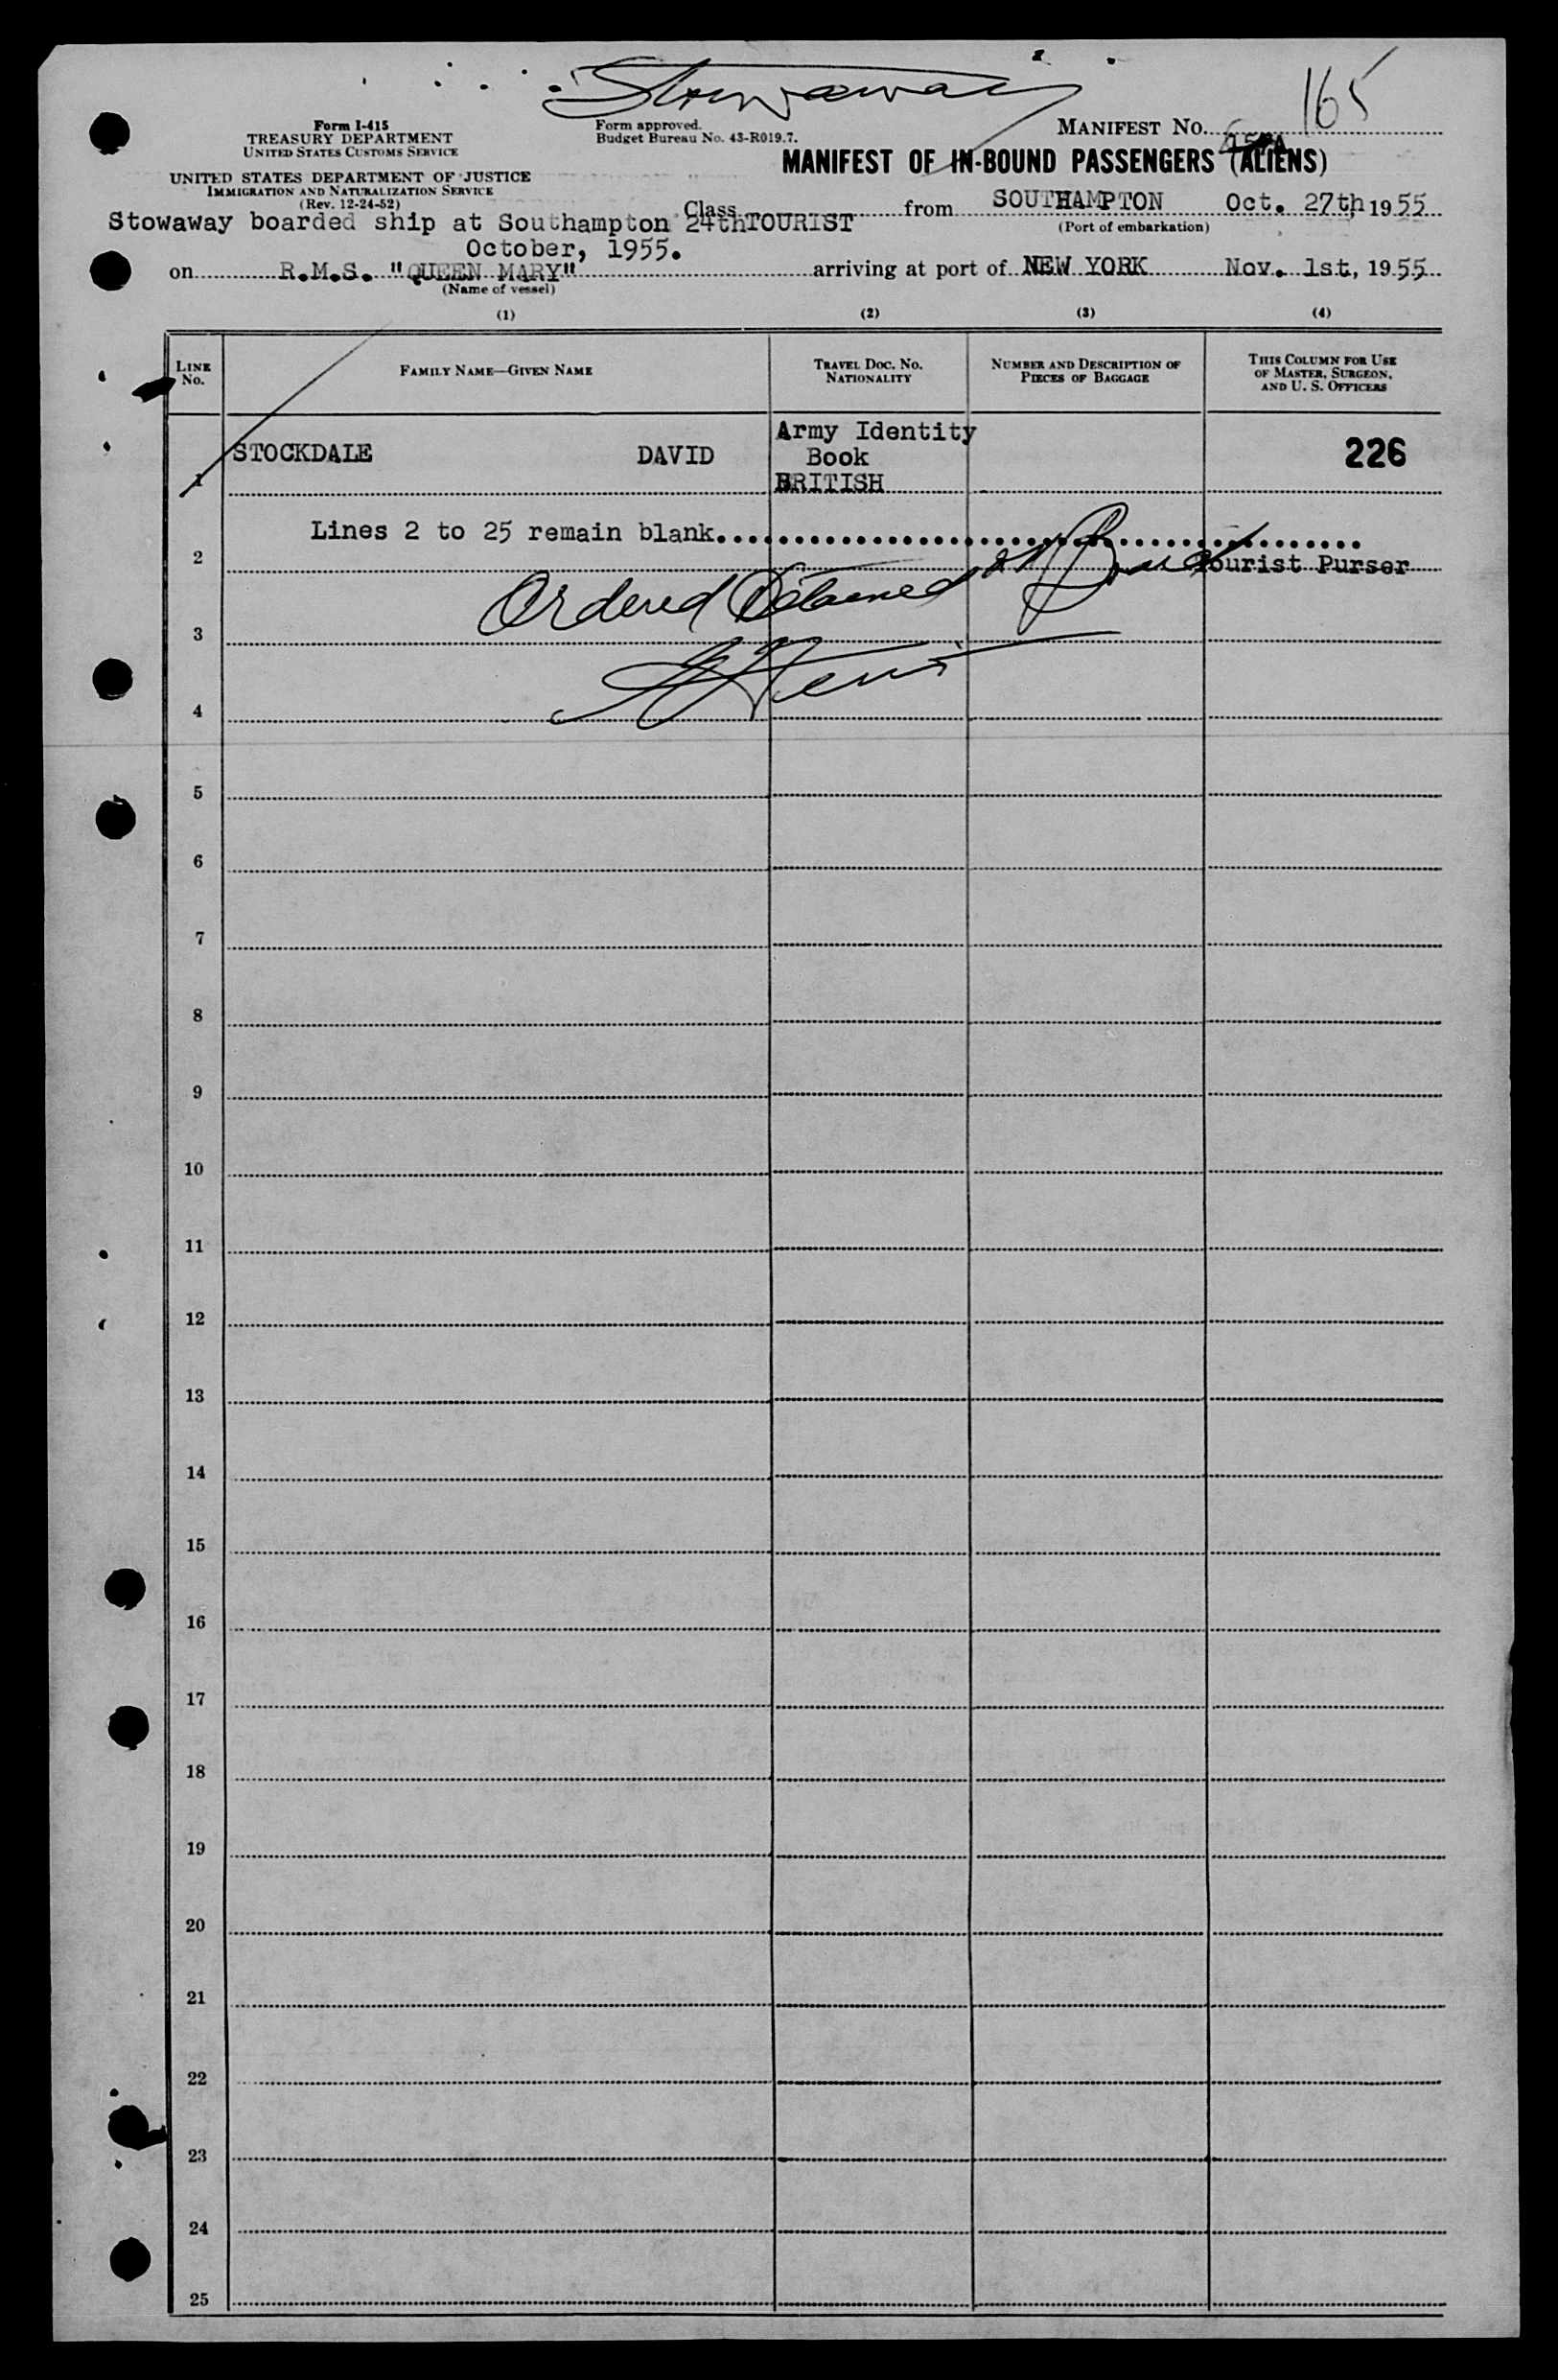 Stowaway
165
Form I-415
TREASURY DEPARTMENT
UNITED STATES CUSTOMS SERVICE
Form approved.
Budget Bureau No. 43-R019.7.
MANIFEST NO.
MANIFEST OF IN-BOUND PASSENGERS (ALIENS)
UNITED STATES DEPARTMENT OF JUSTICE
IMMIGRATION AND NATURALIZATION SERVICE
(Rev. 12-24-52)
Class TOURIST from SOUTHAMPTON Oct. 27th, 1955
(Port of embarkation)
Stowaway boarded ship at Southampton 24th
October, 1955.
on R.M.S. "QUEEN MARY" arriving at port of NEW YORK Nov. 1st, 1955
(Name of vessel)
(1) (2) (3) (4)
LINE NO.
FAMILY NAME—GIVEN NAME
TRAVEL DOC. NO.
NATIONALITY
NUMBER AND DESCRIPTION OF
PIECES OF BAGGAGE
THIS COLUMN FOR USE
OF MASTER, SURGEON,
AND U. S. OFFICERS
1 STOCKDALE DAVID
Army Identity
Book
BRITISH
226
Lines 2 to 25 remain blank
2
Tourist Purser
Ordered Detained
3
4
5
6
7
8
9
10
11
12
13
14
15
16
17
18
19
20
21
22
23
24
25